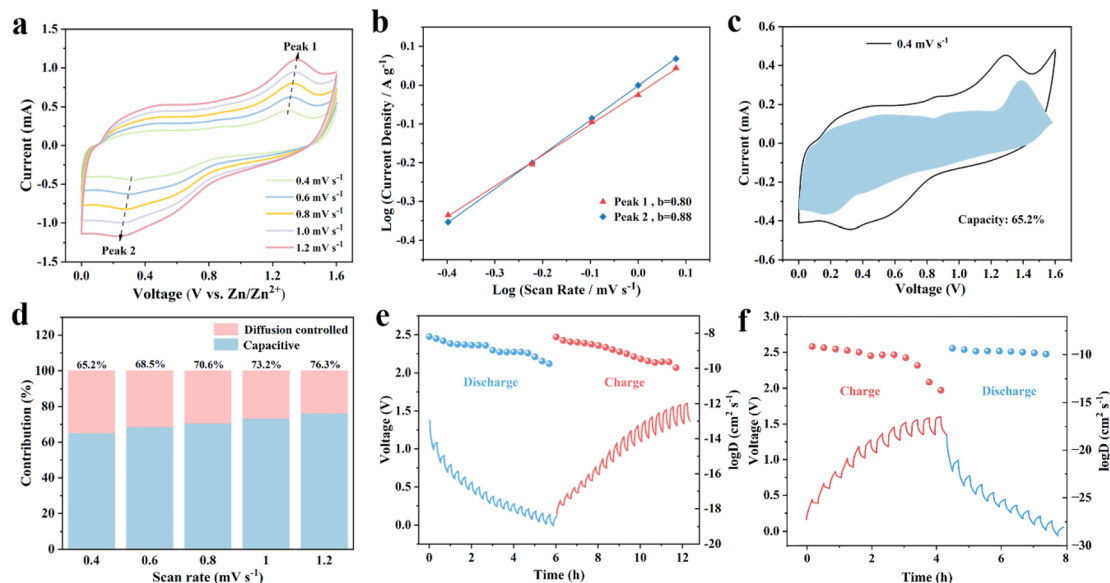 a
Peak 1
Peak 2
0.4 mV s⁻¹
0.6 mV s⁻¹
0.8 mV s⁻¹
1.0 mV s⁻¹
1.2 mV s⁻¹
1.5
1.0
0.5
0.0
-0.5
-1.0
-1.5
Current (mA)
0.0 0.4 0.8 1.2 1.6
Voltage (V vs. Zn/Zn²⁺)
b
0.1
0.0
-0.1
-0.2
-0.3
-0.4
Log (Current Density / A g⁻¹)
Peak 1 , b=0.80
Peak 2 , b=0.88
-0.4 -0.3 -0.2 -0.1 0.0 0.1
Log (Scan Rate / mV s⁻¹)
c
0.4 mV s⁻¹
0.6
0.4
0.2
0.0
-0.2
-0.4
-0.6
Current (mA)
Capacity: 65.2%
0.0 0.2 0.4 0.6 0.8 1.0 1.2 1.4 1.6
Voltage (V)
d
Diffusion controlled
Capacitive
65.2% 68.5% 70.6% 73.2% 76.3%
120
100
80
60
40
20
0
Contribution (%)
0.4 0.6 0.8 1 1.2
Scan rate (mV s⁻¹)
e
Discharge
Charge
2.5
2.0
1.5
1.0
0.5
0.0
Voltage (V)
-8
-10
-12
-14
-16
-18
-20
logD (cm² s⁻¹)
0 2 4 6 8 10 12
Time (h)
f
Charge
Discharge
3.0
2.5
2.0
1.5
1.0
0.5
0.0
Voltage (V)
-10
-15
-20
-25
-30
logD (cm² s⁻¹)
0 2 4 6 8
Time (h)